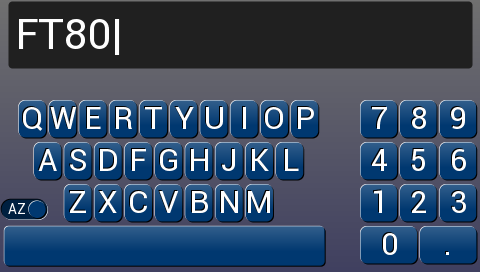 FT80
Q W E R T Y U I O P 7 8 9
A S D F G H J K L 4 5 6
AZ Z X C V B N M 1 2 3
0 .